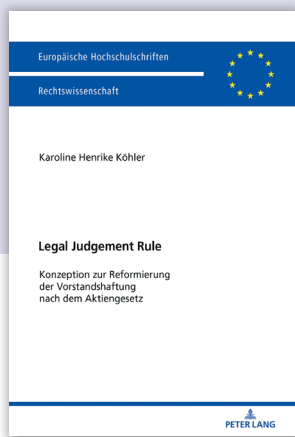 Europäische Hochschulschriften
Rechtswissenschaft
Karoline Henrike Köhler
Legal Judgement Rule
Konzeption zur Reformierung
der Vorstandshaftung
nach dem Aktiengesetz
PETER LANG